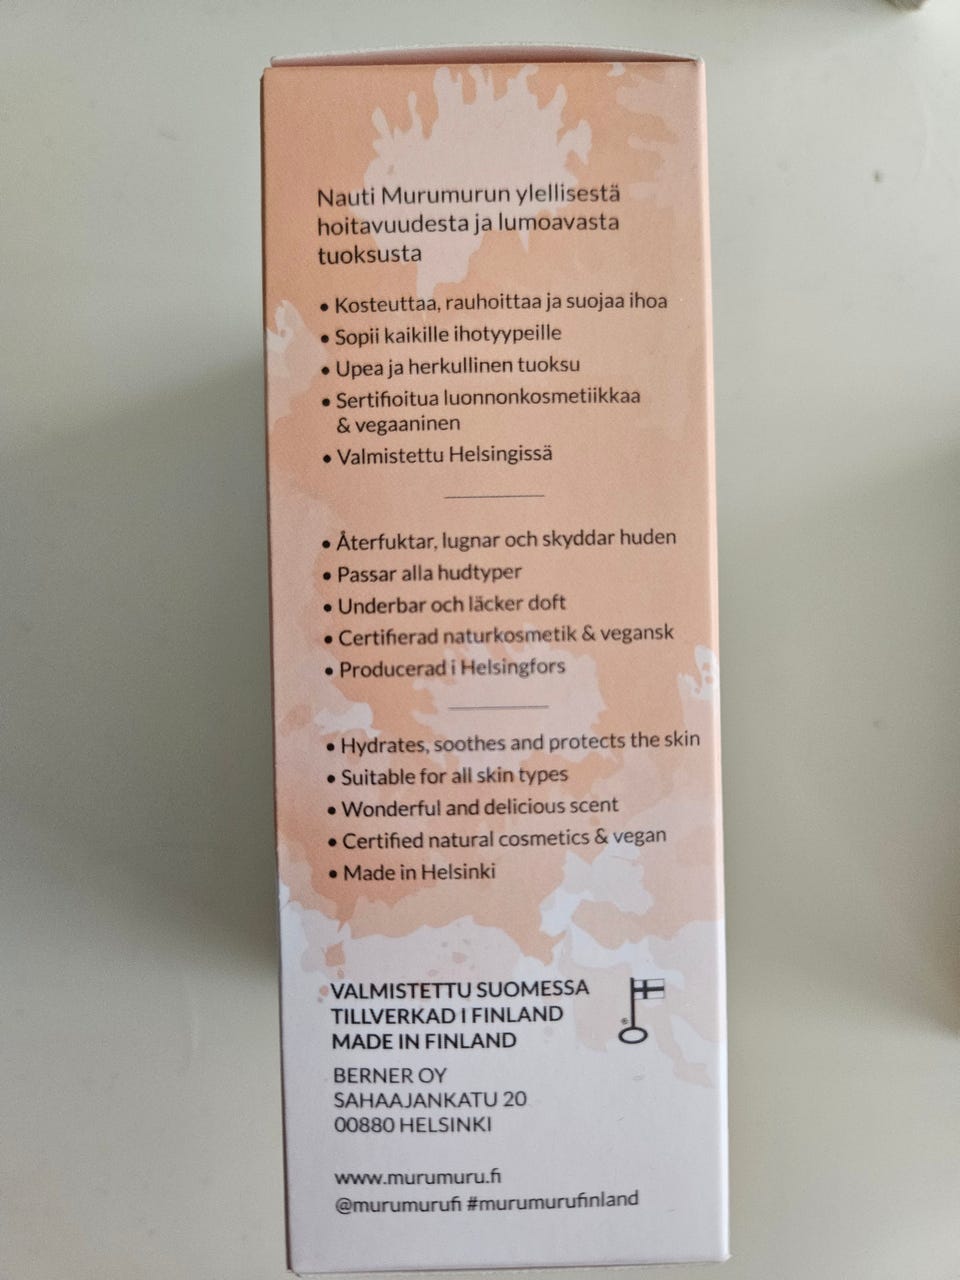 Nauti Murumurun ylellisestä
hoitavuudesta ja lumoavasta
tuoksusta
• Kosteuttaa, rauhoittaa ja suojaa ihoa
• Sopii kaikille ihotyypeille
• Upea ja herkullinen tuoksu
• Sertifioitua luonnonkosmetiikkaa
& vegaaninen
• Valmistettu Helsingissä
• Återfuktar, lugnar och skyddar huden
• Passar alla hudtyper
• Underbar och läcker doft
• Certifierad naturkosmetik & vegansk
• Producerad i Helsingfors
• Hydrates, soothes and protects the skin
• Suitable for all skin types
• Wonderful and delicious scent
• Certified natural cosmetics & vegan
• Made in Helsinki
VALMISTETTU SUOMESSA
TILLVERKAD I FINLAND
MADE IN FINLAND
®
BERNER OY
SAHAAJANKATU 20
00880 HELSINKI
www.murumuru.fi
@murumurufi #murumurufinland